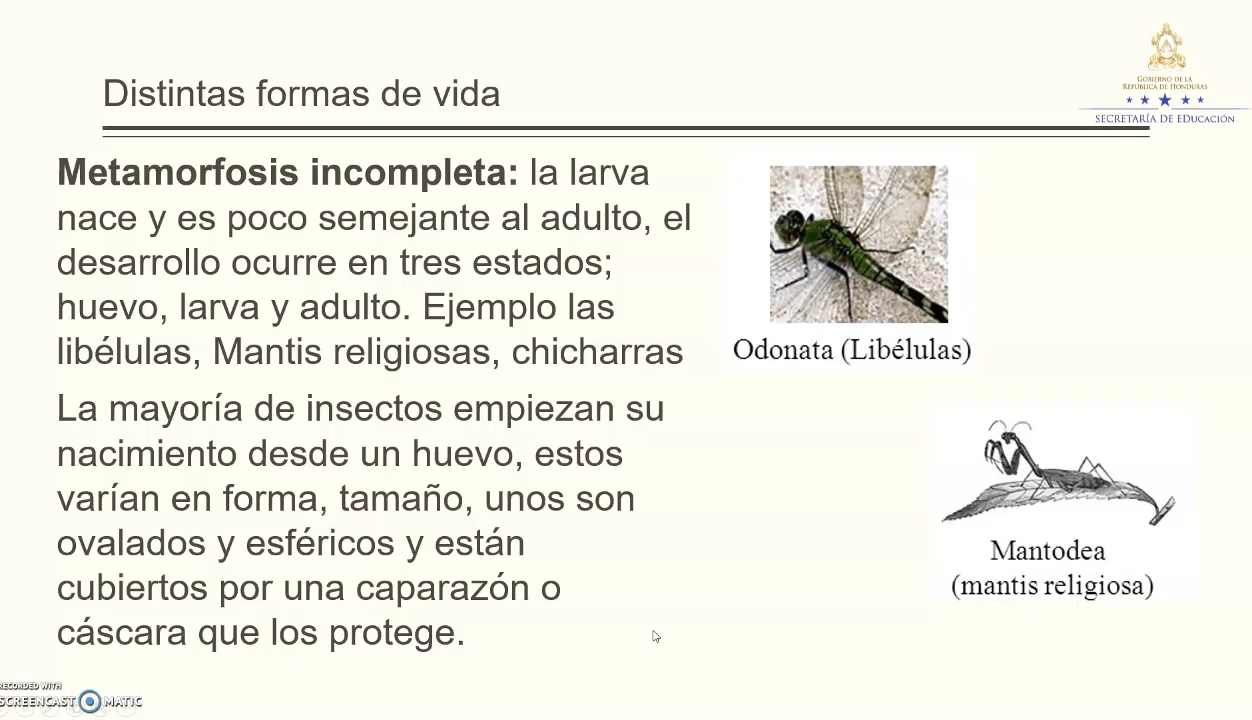 Distintas formas de vida
GOBIERNO DE LA
REPÚBLICA DE HONDURAS
SECRETARÍA DE EDUCACIÓN
Metamorfosis incompleta: la larva
nace y es poco semejante al adulto, el
desarrollo ocurre en tres estados;
huevo, larva y adulto. Ejemplo las
libélulas, Mantis religiosas, chicharras
La mayoría de insectos empiezan su
nacimiento desde un huevo, estos
varían en forma, tamaño, unos son
ovalados y esféricos y están
cubiertos por una caparazón o
cáscara que los protege.
Odonata (Libélulas)
Mantodea
(mantis religiosa)
RECORDED WITH
SCREENCAST MATIC